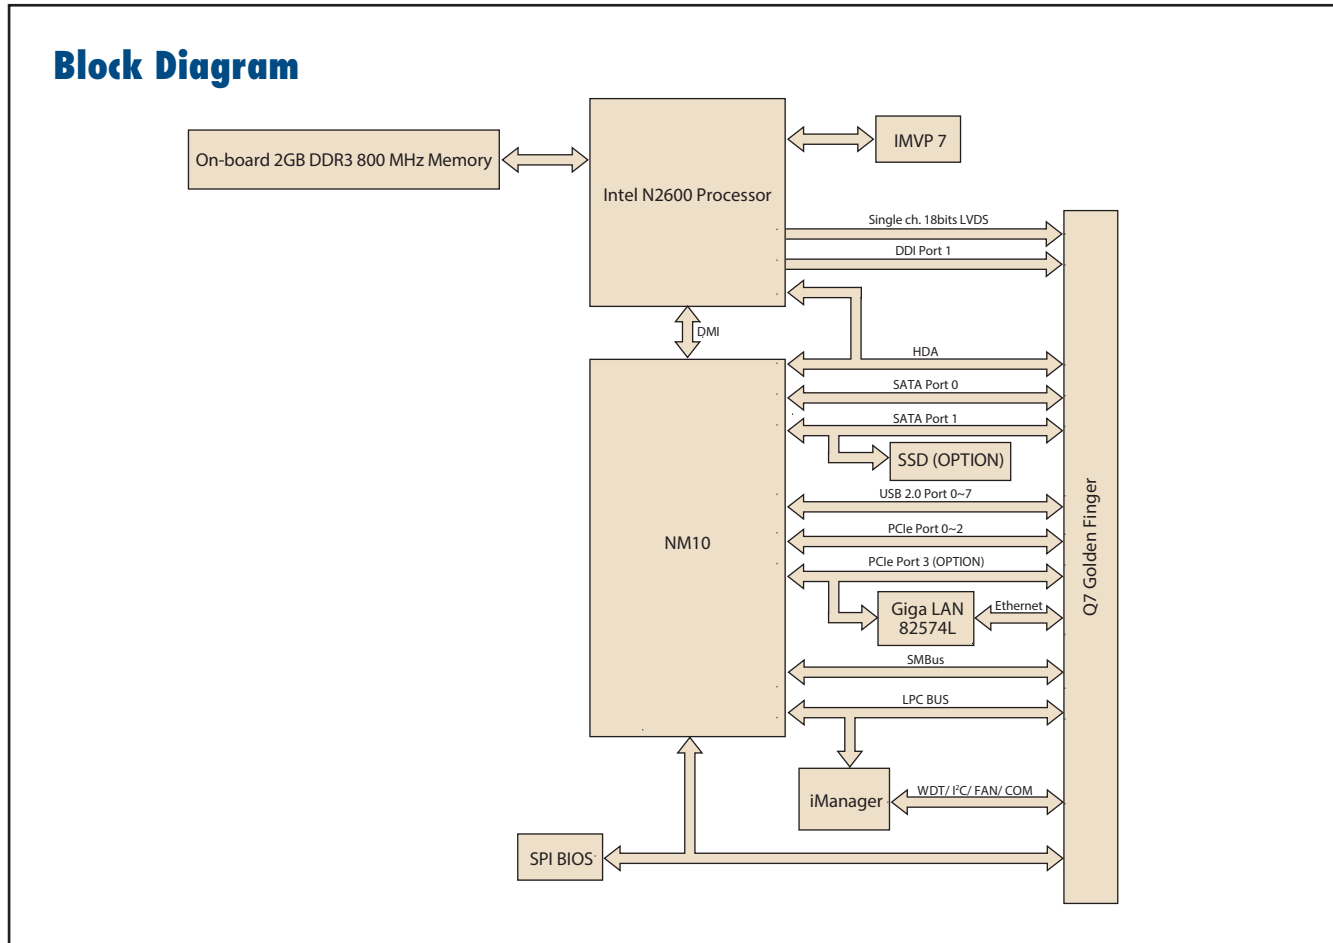 Block Diagram
On-board 2GB DDR3 800 MHz Memory
Intel N2600 Processor
IMVP 7
Single ch. 18bits LVDS
DDI Port 1
DMI
HDA
SATA Port 0
SATA Port 1
SSD (OPTION)
USB 2.0 Port 0~7
NM10
PCIe Port 0~2
PCIe Port 3 (OPTION)
Giga LAN
82574L
Ethernet
SMBus
LPC BUS
iManager
WDT/ I²C/ FAN/ COM
SPI BIOS
Q7 Golden Finger